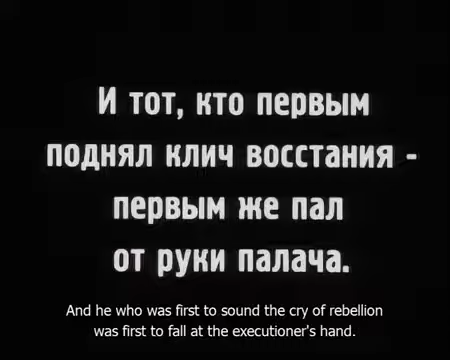 И тот, кто первым
поднял клич восстания -
первым же пал
от руки палача.
And he who was first to sound the cry of rebellion
was first to fall at the executioner's hand.